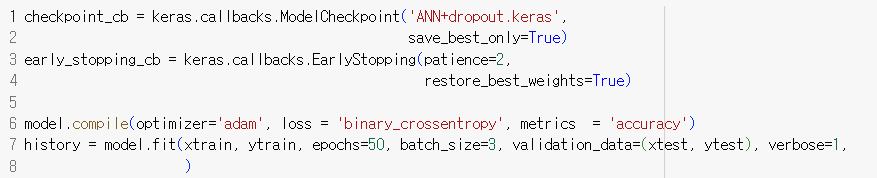 1 checkpoint_cb = keras.callbacks.ModelCheckpoint('ANN+dropout.keras',
2 save_best_only=True)
3 early_stopping_cb = keras.callbacks.EarlyStopping(patience=2,
4 restore_best_weights=True)
5
6 model.compile(optimizer='adam', loss = 'binary_crossentropy', metrics  = 'accuracy')
7 history = model.fit(xtrain, ytrain, epochs=50, batch_size=3, validation_data=(xtest, ytest), verbose=1,
8 )